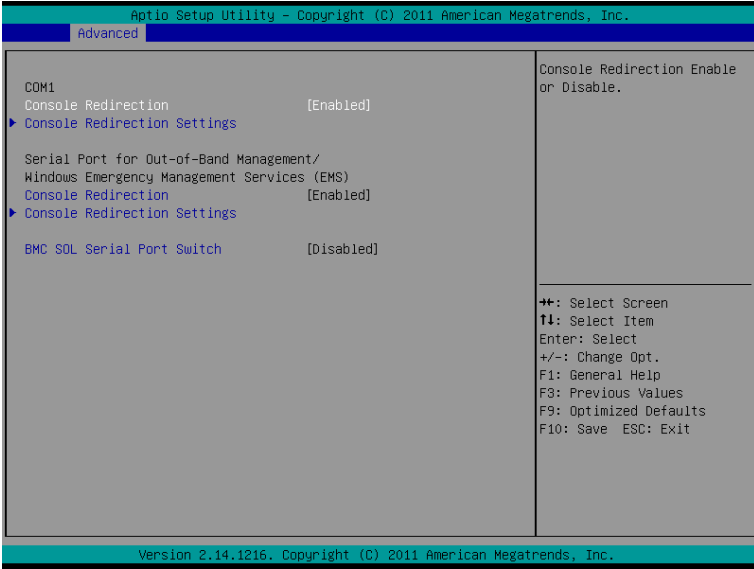 Aptio Setup Utility – Copyright (C) 2011 American Megatrends, Inc.
Advanced
COM1
Console Redirection [Enabled]
▶ Console Redirection Settings
Serial Port for Out-of-Band Management/
Windows Emergency Management Services (EMS)
Console Redirection [Enabled]
▶ Console Redirection Settings
BMC SOL Serial Port Switch [Disabled]
Console Redirection Enable
or Disable.
→←: Select Screen
↑↓: Select Item
Enter: Select
+/-: Change Opt.
F1: General Help
F3: Previous Values
F9: Optimized Defaults
F10: Save ESC: Exit
Version 2.14.1216. Copyright (C) 2011 American Megatrends, Inc.